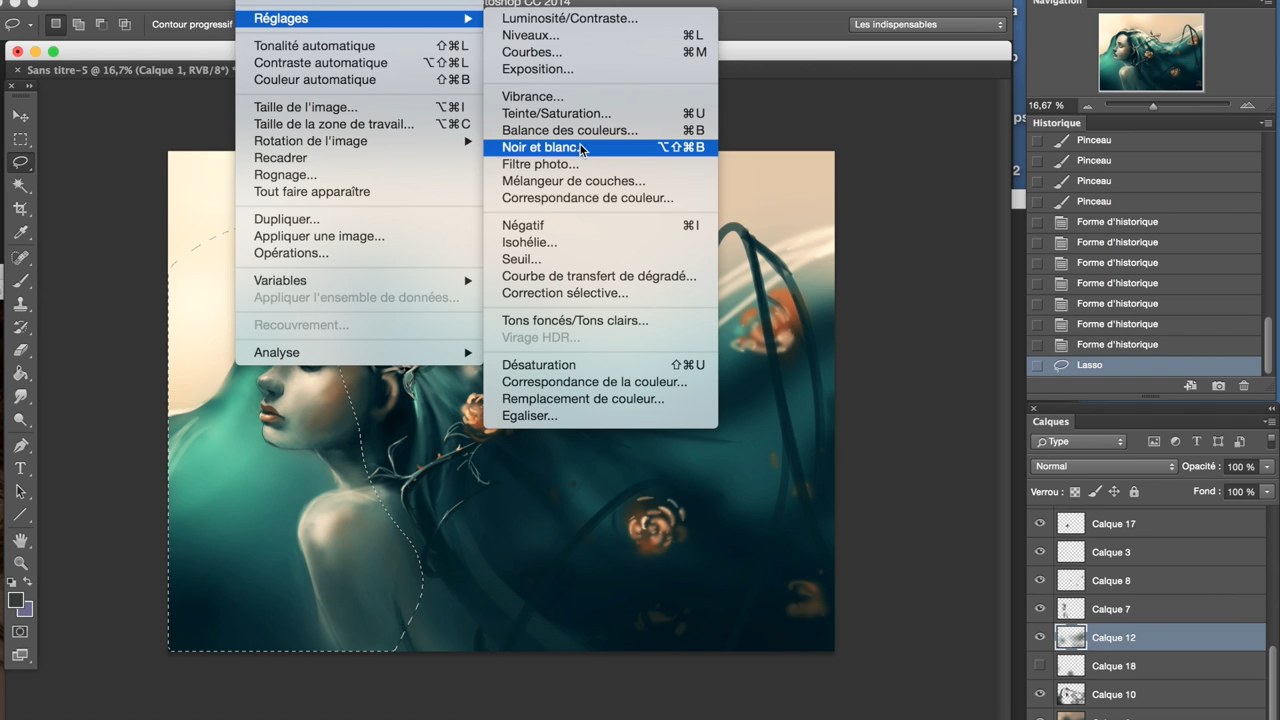 toshop CC 2014
Contour progressif
Les indispensables
Sans titre-5 @ 16,7% (Calque 1, RVB/8*) *
Réglages
Tonalité automatique ⇧⌘L
Contraste automatique ⌥⇧⌘L
Couleur automatique ⇧⌘B
Taille de l'image... ⌥⌘I
Taille de la zone de travail... ⌥⌘C
Rotation de l'image
Recadrer
Rognage...
Tout faire apparaître
Dupliquer...
Appliquer une image...
Opérations...
Variables
Appliquer l'ensemble de données...
Recouvrement...
Analyse
Luminosité/Contraste...
Niveaux... ⌘L
Courbes... ⌘M
Exposition...
Vibrance...
Teinte/Saturation... ⌘U
Balance des couleurs... ⌘B
Noir et blanc... ⌥⇧⌘B
Filtre photo...
Mélangeur de couches...
Correspondance de couleur...
Négatif ⌘I
Isohélie...
Seuil...
Courbe de transfert de dégradé...
Correction sélective...
Tons foncés/Tons clairs...
Virage HDR...
Désaturation ⇧⌘U
Correspondance de la couleur...
Remplacement de couleur...
Egaliser...
Navigation
16,67 %
Historique
Pinceau
Pinceau
Pinceau
Pinceau
Forme d'historique
Forme d'historique
Forme d'historique
Forme d'historique
Forme d'historique
Forme d'historique
Forme d'historique
Lasso
Calques
Type
Normal Opacité : 100 %
Verrou : Fond : 100 %
Calque 17
Calque 3
Calque 8
Calque 7
Calque 12
Calque 18
Calque 10